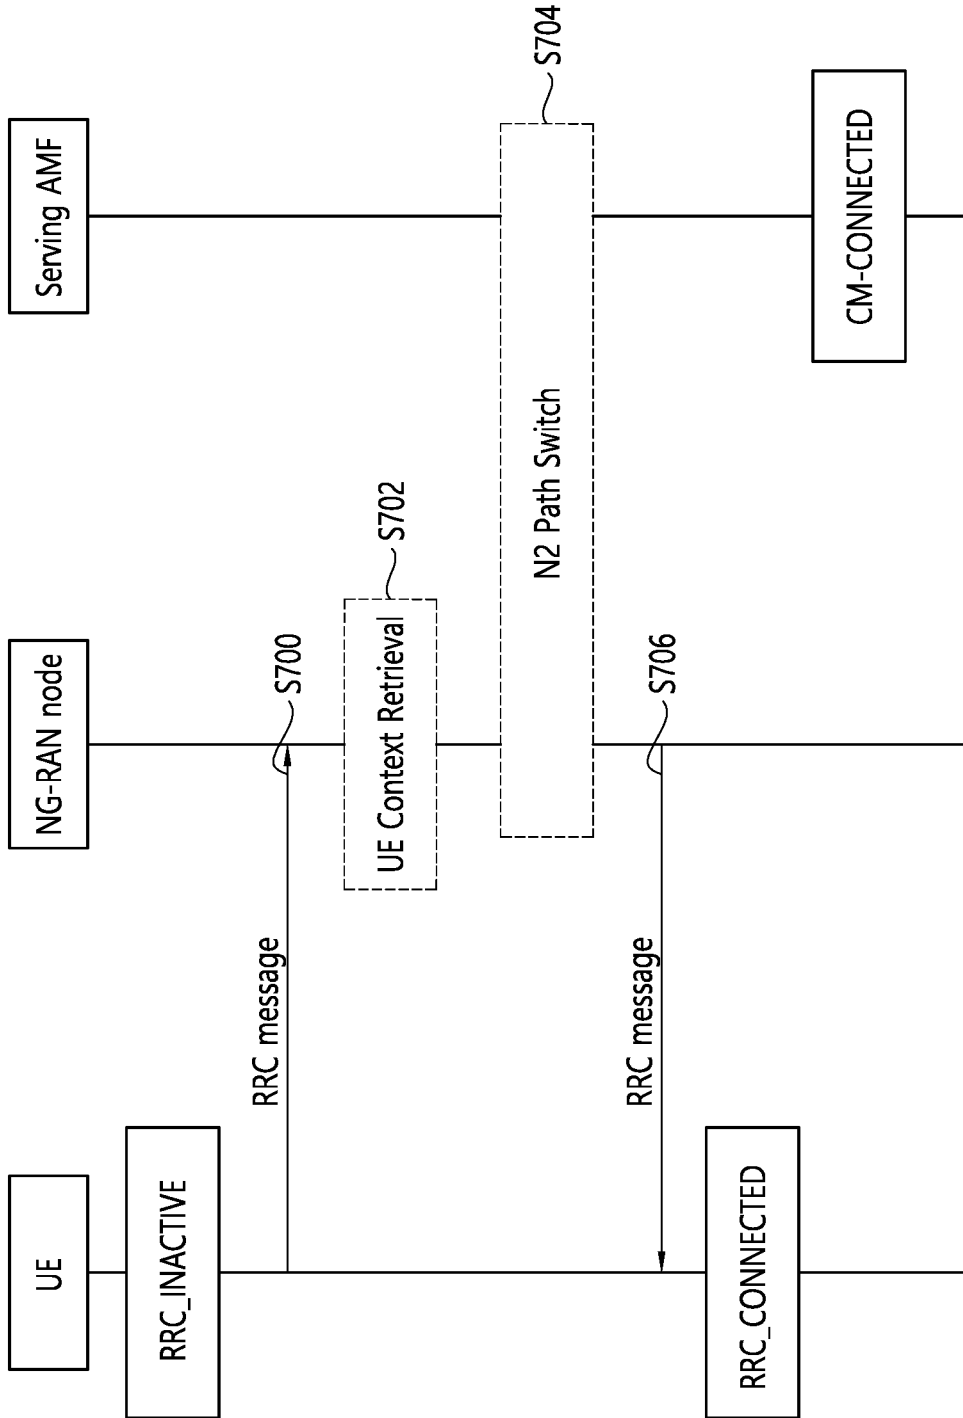 UE
NG-RAN node
Serving AMF
RRC_INACTIVE
RRC message
S700
UE Context Retrieval
S702
N2 Path Switch
S704
RRC message
S706
RRC_CONNECTED
CM-CONNECTED